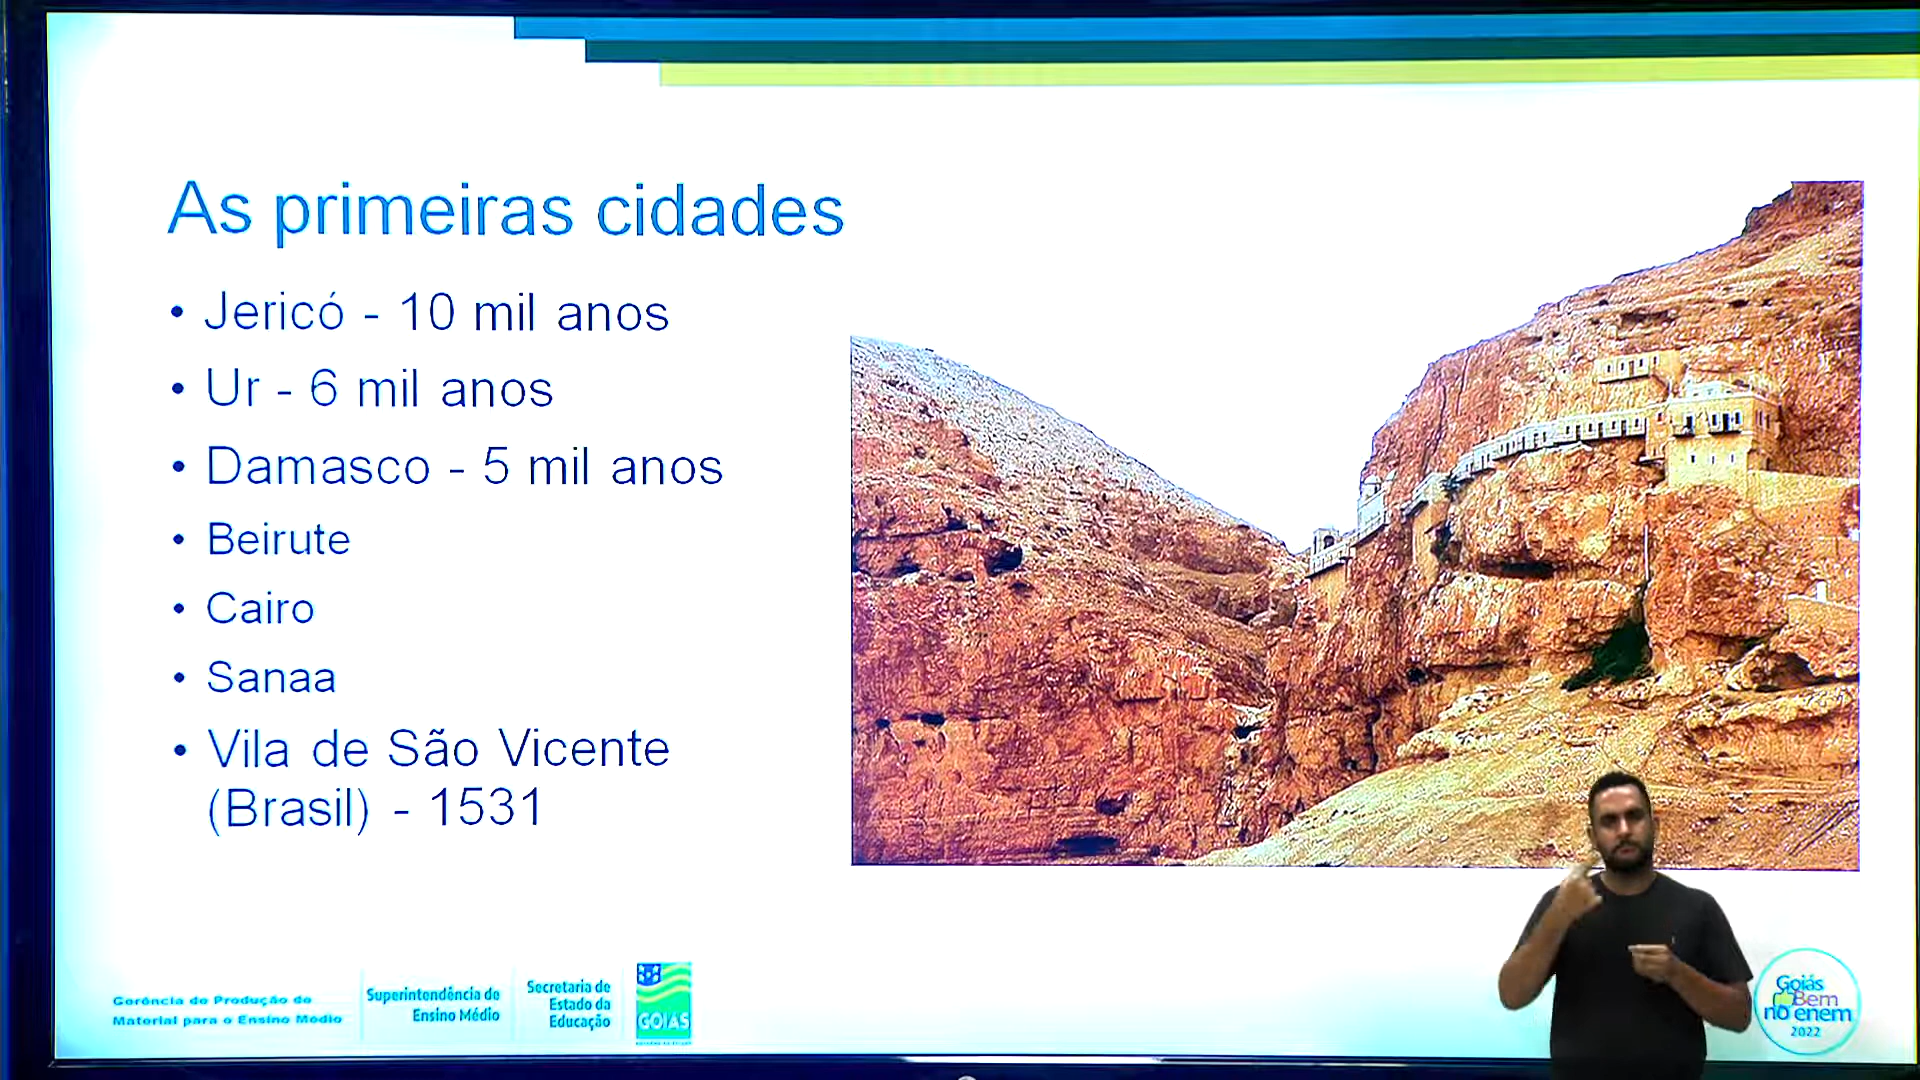 As primeiras cidades
• Jericó - 10 mil anos
• Ur - 6 mil anos
• Damasco - 5 mil anos
• Beirute
• Cairo
• Sanaa
• Vila de São Vicente
(Brasil) - 1531
Gerência de Produção de
Material para o Ensino Médio
Superintendência de
Ensino Médio
Secretaria de
Estado da
Educação
GOIÁS
Goiás
Bem
no enem
2022